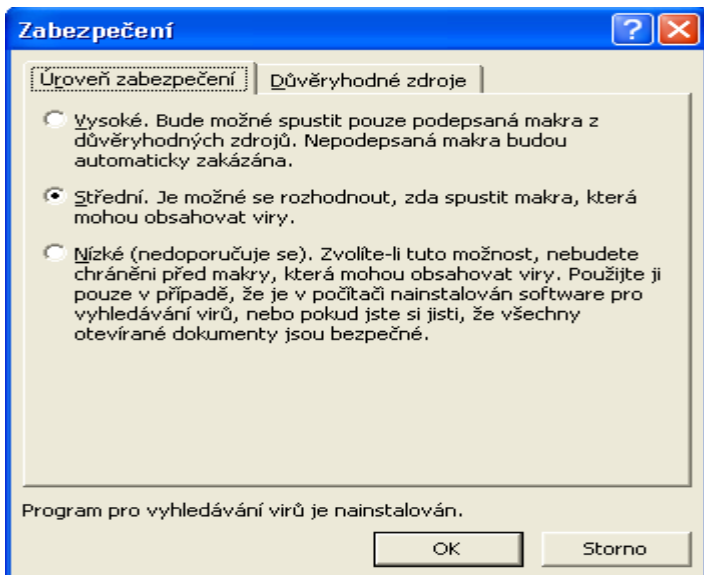 Zabezpečení
Úroveň zabezpečení
Důvěryhodné zdroje
Vysoké. Bude možné spustit pouze podepsaná makra z
důvěryhodných zdrojů. Nepodepsaná makra budou
automaticky zakázána.
Střední. Je možné se rozhodnout, zda spustit makra, která
mohou obsahovat viry.
Nízké (nedoporučuje se). Zvolíte-li tuto možnost, nebudete
chráněni před makry, která mohou obsahovat viry. Použijte ji
pouze v případě, že je v počítači nainstalován software pro
vyhledávání virů, nebo pokud jste si jisti, že všechny
otevírané dokumenty jsou bezpečné.
Program pro vyhledávání virů je nainstalován.
OK
Storno